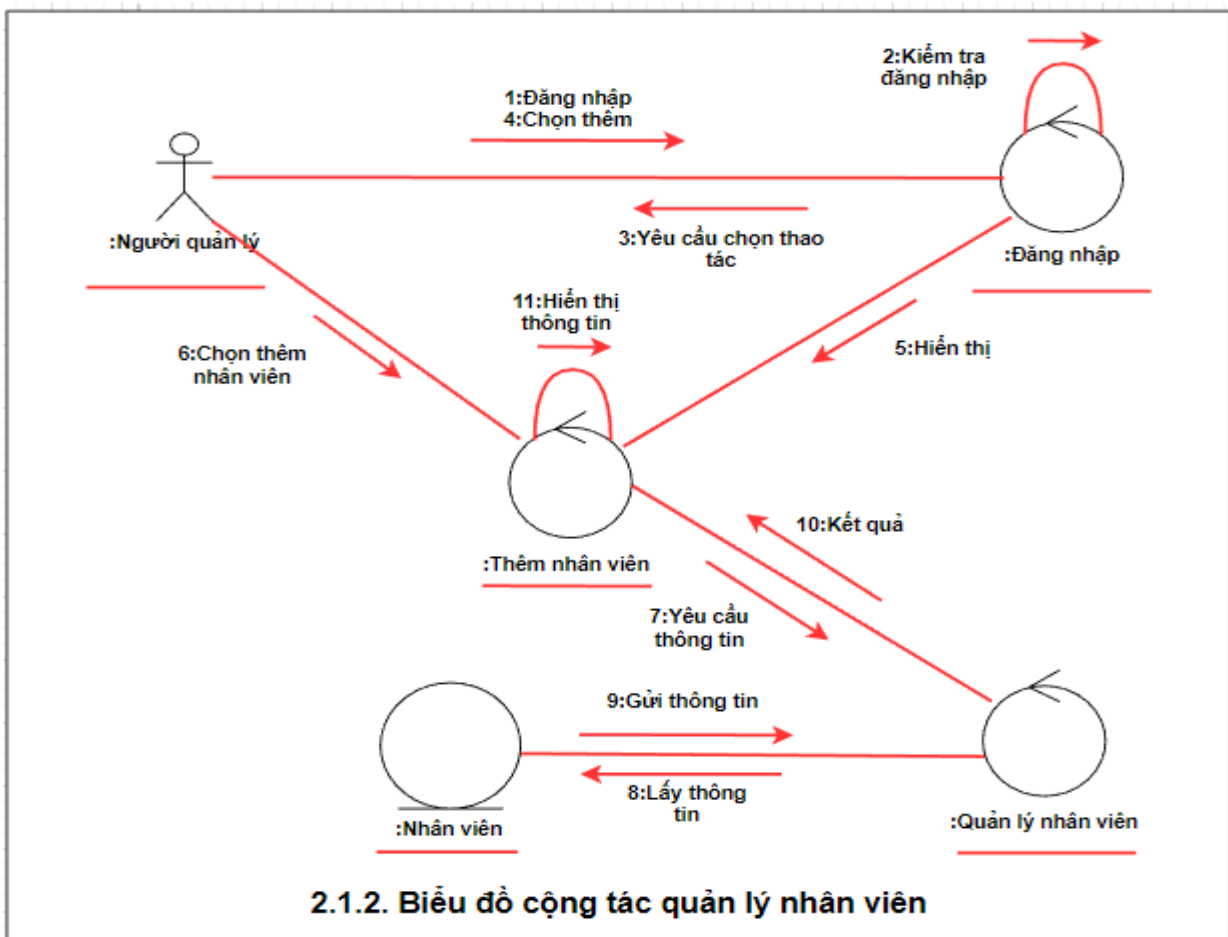 2:Kiểm tra
đăng nhập
1:Đăng nhập
4:Chọn thêm
3:Yêu cầu chọn thao
tác
:Người quản lý
:Đăng nhập
11:Hiển thị
thông tin
6:Chọn thêm
nhân viên
5:Hiển thị
10:Kết quả
:Thêm nhân viên
7:Yêu cầu
thông tin
9:Gửi thông tin
8:Lấy thông
tin
:Nhân viên
:Quản lý nhân viên
2.1.2. Biểu đồ cộng tác quản lý nhân viên